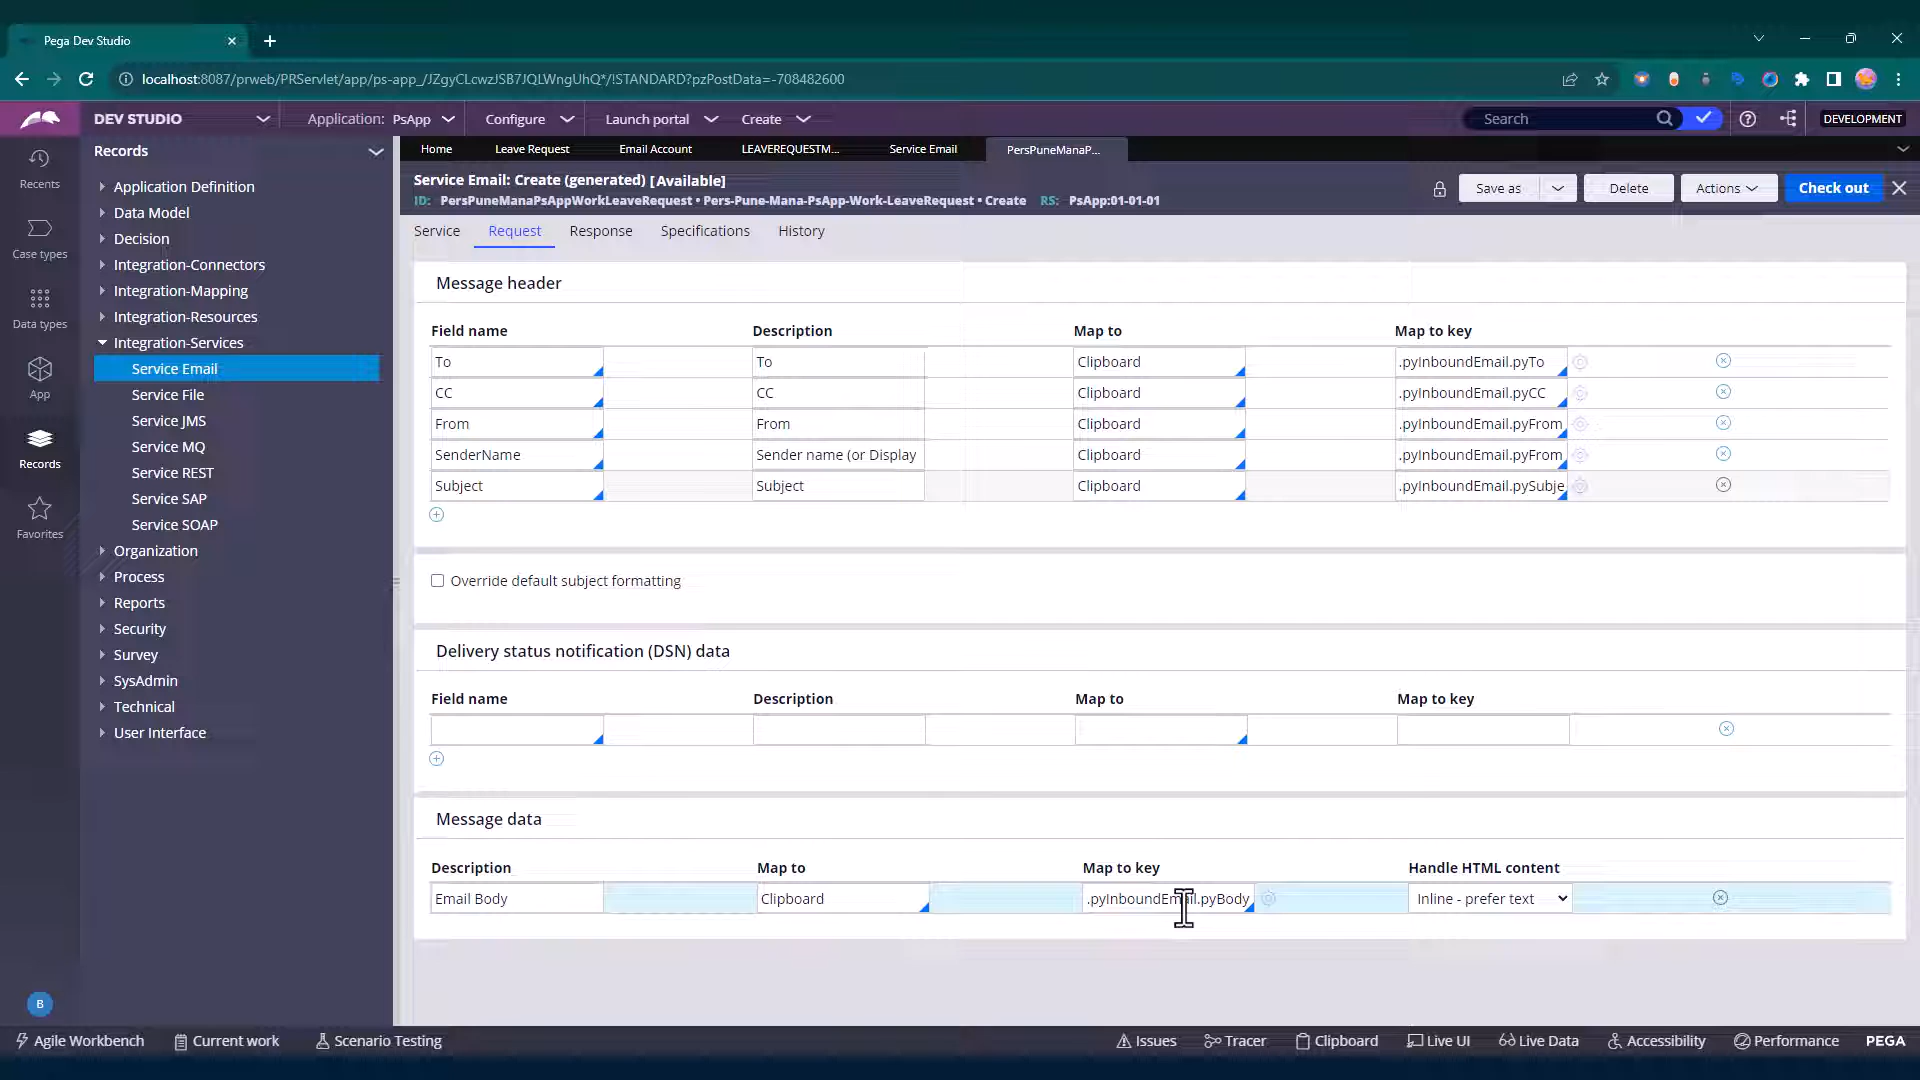 Pega Dev Studio
localhost:8087/prweb/PRServlet/app/ps-app_/JZgyCLcwzJSB7JQLWngUhQ*/!STANDARD?pzPostData=-708482600
DEV STUDIO
Application: PsApp
Configure
Launch portal
Create
Search
DEVELOPMENT
Records
Home
Leave Request
Email Account
LEAVEREQUESTM...
Service Email
PersPuneManaP...
Recents
Case types
Data types
App
Records
Favorites
Application Definition
Data Model
Decision
Integration-Connectors
Integration-Mapping
Integration-Resources
Integration-Services
Service Email
Service File
Service JMS
Service MQ
Service REST
Service SAP
Service SOAP
Organization
Process
Reports
Security
Survey
SysAdmin
Technical
User Interface
B
Service Email: Create (generated) [Available]
ID: PersPuneManaPsAppWorkLeaveRequest • Pers-Pune-Mana-PsApp-Work-LeaveRequest • Create RS: PsApp:01-01-01
Save as
Delete
Actions
Check out
Service
Request
Response
Specifications
History
Message header
Field name Description Map to Map to key
To To Clipboard .pyInboundEmail.pyTo
CC CC Clipboard .pyInboundEmail.pyCC
From From Clipboard .pyInboundEmail.pyFrom
SenderName Sender name (or Display Clipboard .pyInboundEmail.pyFrom
Subject Subject Clipboard .pyInboundEmail.pySubje
Override default subject formatting
Delivery status notification (DSN) data
Field name Description Map to Map to key
Message data
Description Map to Map to key Handle HTML content
Email Body Clipboard .pyInboundEmail.pyBody Inline - prefer text
Agile Workbench
Current work
Scenario Testing
Issues
Tracer
Clipboard
Live UI
Live Data
Accessibility
Performance
PEGA